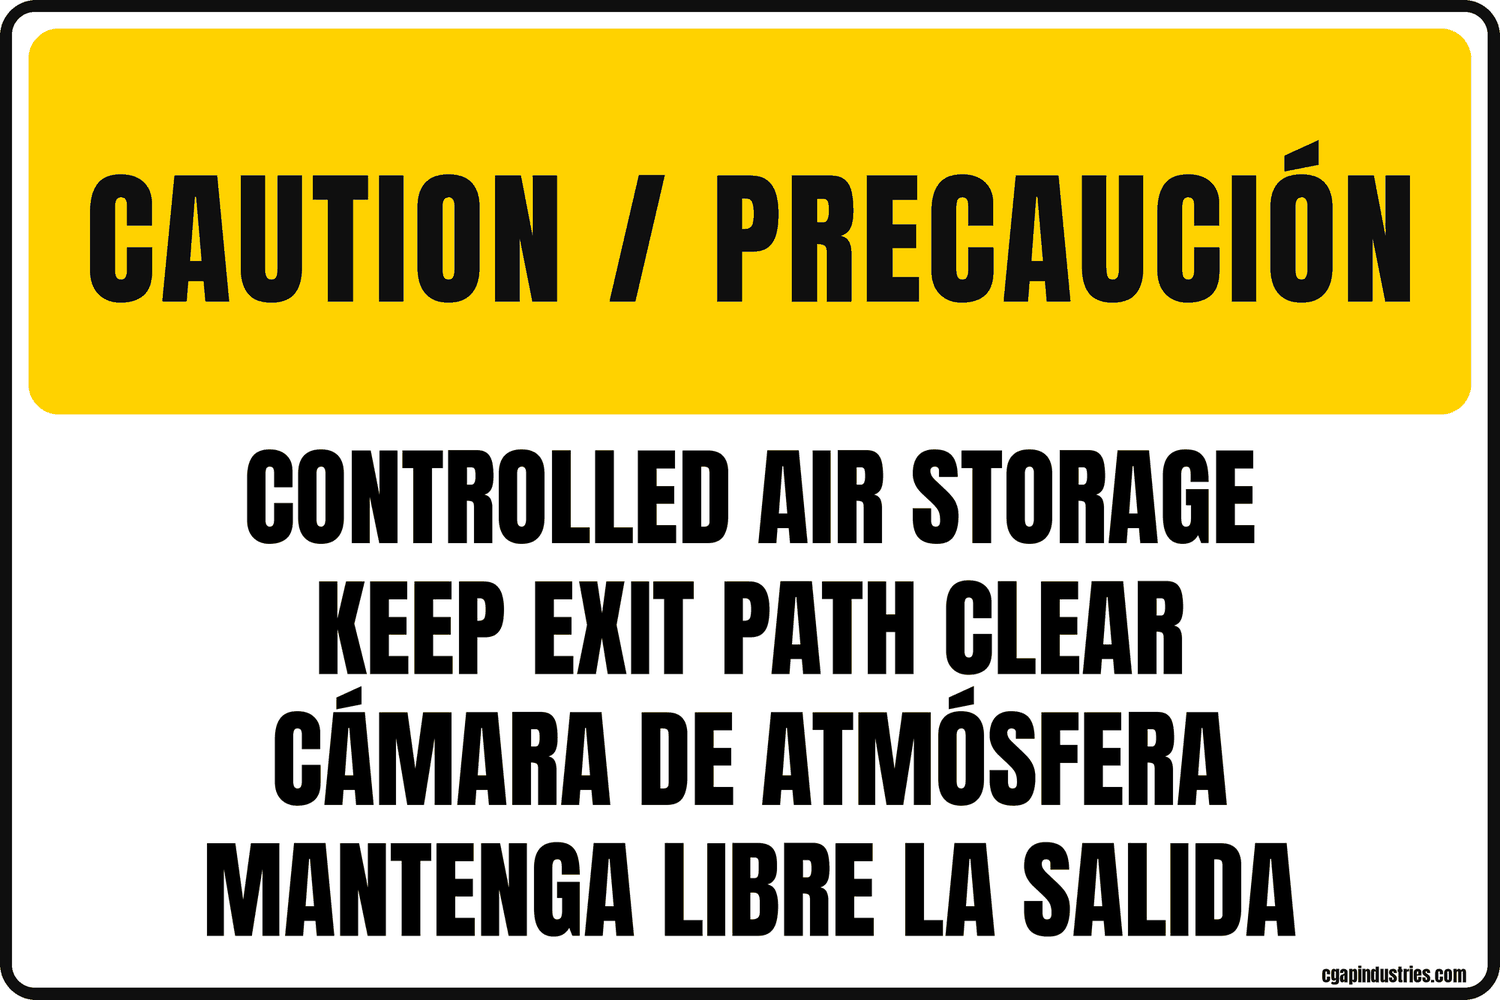 CAUTION / PRECAUCIÓN
CONTROLLED AIR STORAGE
KEEP EXIT PATH CLEAR
CÁMARA DE ATMÓSFERA
MANTENGA LIBRE LA SALIDA
cgapindustries.com